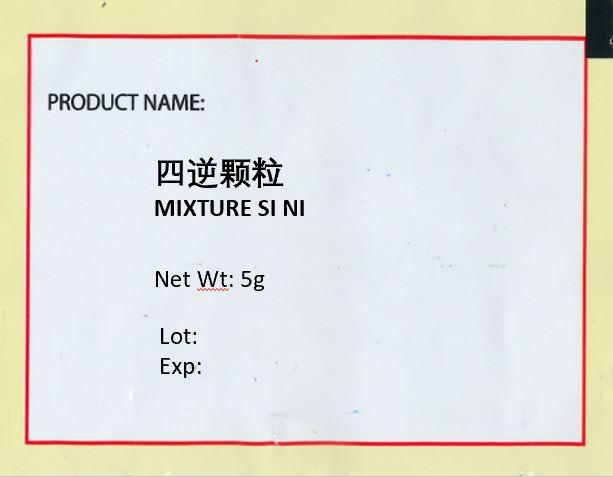 PRODUCT NAME:
四逆颗粒
MIXTURE SI NI
Net Wt: 5g
Lot:
Exp: